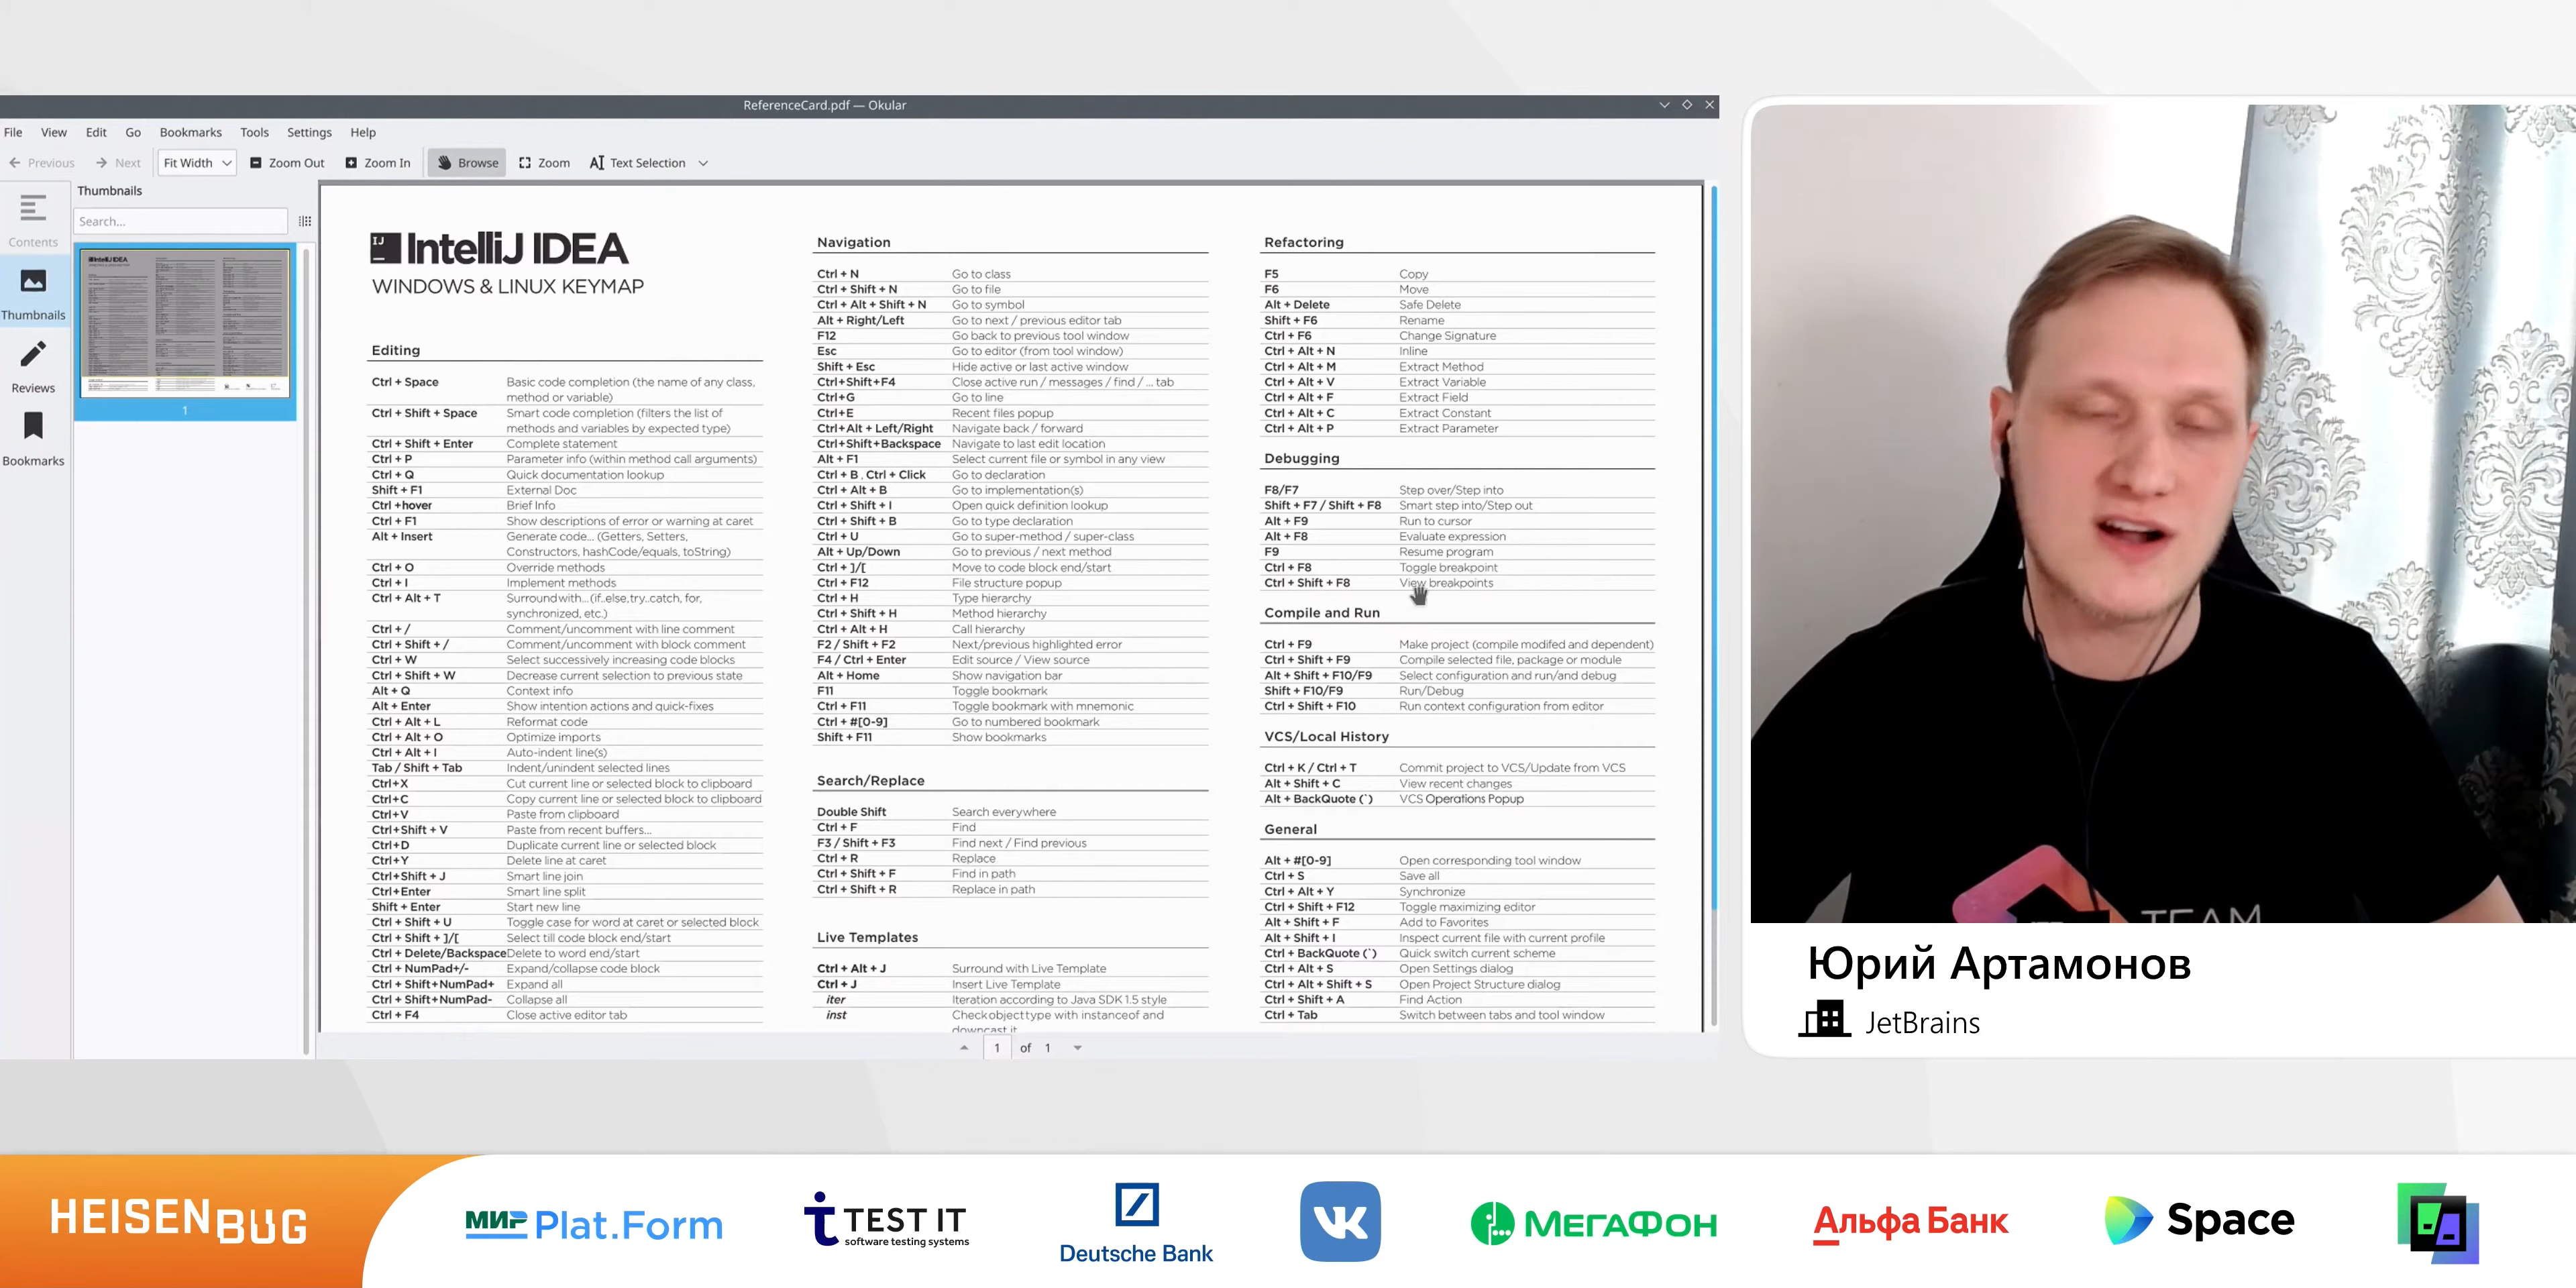 ReferenceCard.pdf — Okular
File View Edit Go Bookmarks Tools Settings Help
Previous Next Fit Width Zoom Out Zoom In Browse Zoom Text Selection
Thumbnails
Search...
Contents
Thumbnails
Reviews
Bookmarks
1
IJ IntelliJ IDEA
WINDOWS & LINUX KEYMAP
Editing
Ctrl + Space Basic code completion (the name of any class,
method or variable)
Ctrl + Shift + Space Smart code completion (filters the list of
methods and variables by expected type)
Ctrl + Shift + Enter Complete statement
Ctrl + P Parameter info (within method call arguments)
Ctrl + Q Quick documentation lookup
Shift + F1 External Doc
Ctrl +hover Brief Info
Ctrl + F1 Show descriptions of error or warning at caret
Alt + Insert Generate code... (Getters, Setters,
Constructors, hashCode/equals, toString)
Ctrl + O Override methods
Ctrl + I Implement methods
Ctrl + Alt + T Surround with...(if..else,try..catch, for,
synchronized, etc.)
Ctrl + / Comment/uncomment with line comment
Ctrl + Shift + / Comment/uncomment with block comment
Ctrl + W Select successively increasing code blocks
Ctrl + Shift + W Decrease current selection to previous state
Alt + Q Context info
Alt + Enter Show intention actions and quick-fixes
Ctrl + Alt + L Reformat code
Ctrl + Alt + O Optimize imports
Ctrl + Alt + I Auto-indent line(s)
Tab / Shift + Tab Indent/unindent selected lines
Ctrl+X Cut current line or selected block to clipboard
Ctrl+C Copy current line or selected block to clipboard
Ctrl+V Paste from clipboard
Ctrl+Shift + V Paste from recent buffers...
Ctrl+D Duplicate current line or selected block
Ctrl+Y Delete line at caret
Ctrl+Shift + J Smart line join
Ctrl+Enter Smart line split
Shift + Enter Start new line
Ctrl + Shift + U Toggle case for word at caret or selected block
Ctrl + Shift + ]/[ Select till code block end/start
Ctrl + Delete/Backspace Delete to word end/start
Ctrl + NumPad+/- Expand/collapse code block
Ctrl + Shift+NumPad+ Expand all
Ctrl + Shift+NumPad- Collapse all
Ctrl + F4 Close active editor tab
Navigation
Ctrl + N Go to class
Ctrl + Shift + N Go to file
Ctrl + Alt + Shift + N Go to symbol
Alt + Right/Left Go to next / previous editor tab
F12 Go back to previous tool window
Esc Go to editor (from tool window)
Shift + Esc Hide active or last active window
Ctrl+Shift+F4 Close active run / messages / find / ... tab
Ctrl+G Go to line
Ctrl+E Recent files popup
Ctrl+Alt + Left/Right Navigate back / forward
Ctrl+Shift+Backspace Navigate to last edit location
Alt + F1 Select current file or symbol in any view
Ctrl + B , Ctrl + Click Go to declaration
Ctrl + Alt + B Go to implementation(s)
Ctrl + Shift + I Open quick definition lookup
Ctrl + Shift + B Go to type declaration
Ctrl + U Go to super-method / super-class
Alt + Up/Down Go to previous / next method
Ctrl + ]/[ Move to code block end/start
Ctrl + F12 File structure popup
Ctrl + H Type hierarchy
Ctrl + Shift + H Method hierarchy
Ctrl + Alt + H Call hierarchy
F2 / Shift + F2 Next/previous highlighted error
F4 / Ctrl + Enter Edit source / View source
Alt + Home Show navigation bar
F11 Toggle bookmark
Ctrl + F11 Toggle bookmark with mnemonic
Ctrl + #[0-9] Go to numbered bookmark
Shift + F11 Show bookmarks
Search/Replace
Double Shift Search everywhere
Ctrl + F Find
F3 / Shift + F3 Find next / Find previous
Ctrl + R Replace
Ctrl + Shift + F Find in path
Ctrl + Shift + R Replace in path
Live Templates
Ctrl + Alt + J Surround with Live Template
Ctrl + J Insert Live Template
iter Iteration according to Java SDK 1.5 style
inst Check object type with instanceof and
downcast it
Refactoring
F5 Copy
F6 Move
Alt + Delete Safe Delete
Shift + F6 Rename
Ctrl + F6 Change Signature
Ctrl + Alt + N Inline
Ctrl + Alt + M Extract Method
Ctrl + Alt + V Extract Variable
Ctrl + Alt + F Extract Field
Ctrl + Alt + C Extract Constant
Ctrl + Alt + P Extract Parameter
Debugging
F8/F7 Step over/Step into
Shift + F7 / Shift + F8 Smart step into/Step out
Alt + F9 Run to cursor
Alt + F8 Evaluate expression
F9 Resume program
Ctrl + F8 Toggle breakpoint
Ctrl + Shift + F8 View breakpoints
Compile and Run
Ctrl + F9 Make project (compile modifed and dependent)
Ctrl + Shift + F9 Compile selected file, package or module
Alt + Shift + F10/F9 Select configuration and run/and debug
Shift + F10/F9 Run/Debug
Ctrl + Shift + F10 Run context configuration from editor
VCS/Local History
Ctrl + K / Ctrl + T Commit project to VCS/Update from VCS
Alt + Shift + C View recent changes
Alt + BackQuote (`) VCS Operations Popup
General
Alt + #[0-9] Open corresponding tool window
Ctrl + S Save all
Ctrl + Alt + Y Synchronize
Ctrl + Shift + F12 Toggle maximizing editor
Alt + Shift + F Add to Favorites
Alt + Shift + I Inspect current file with current profile
Ctrl + BackQuote (`) Quick switch current scheme
Ctrl + Alt + S Open Settings dialog
Ctrl + Alt + Shift + S Open Project Structure dialog
Ctrl + Shift + A Find Action
Ctrl + Tab Switch between tabs and tool window
1 of 1
TEAM
Юрий Артамонов
JetBrains
HEISENBUG
МИР Plat.Form
TEST IT
software testing systems
Deutsche Bank
VK
МЕГАФОН
Альфа Банк
Space